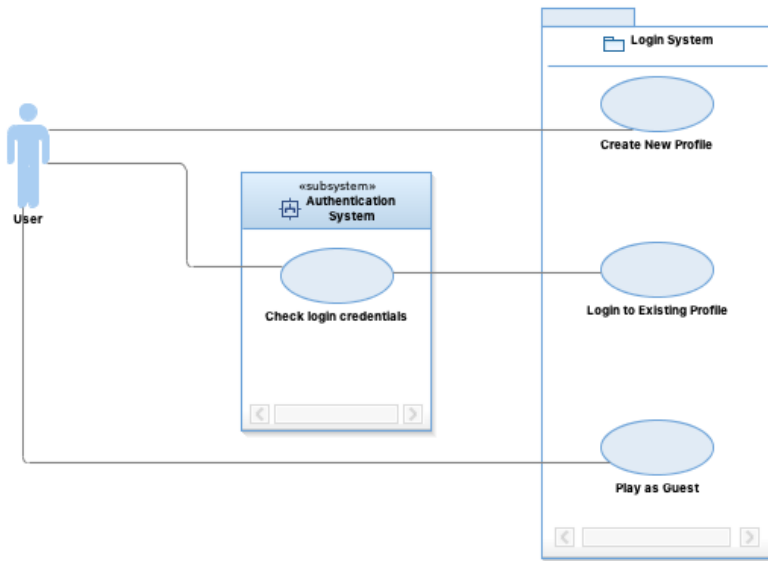 Login System
Create New Profile
User
«subsystem»
Authentication
System
Check login credentials
Login to Existing Profile
Play as Guest